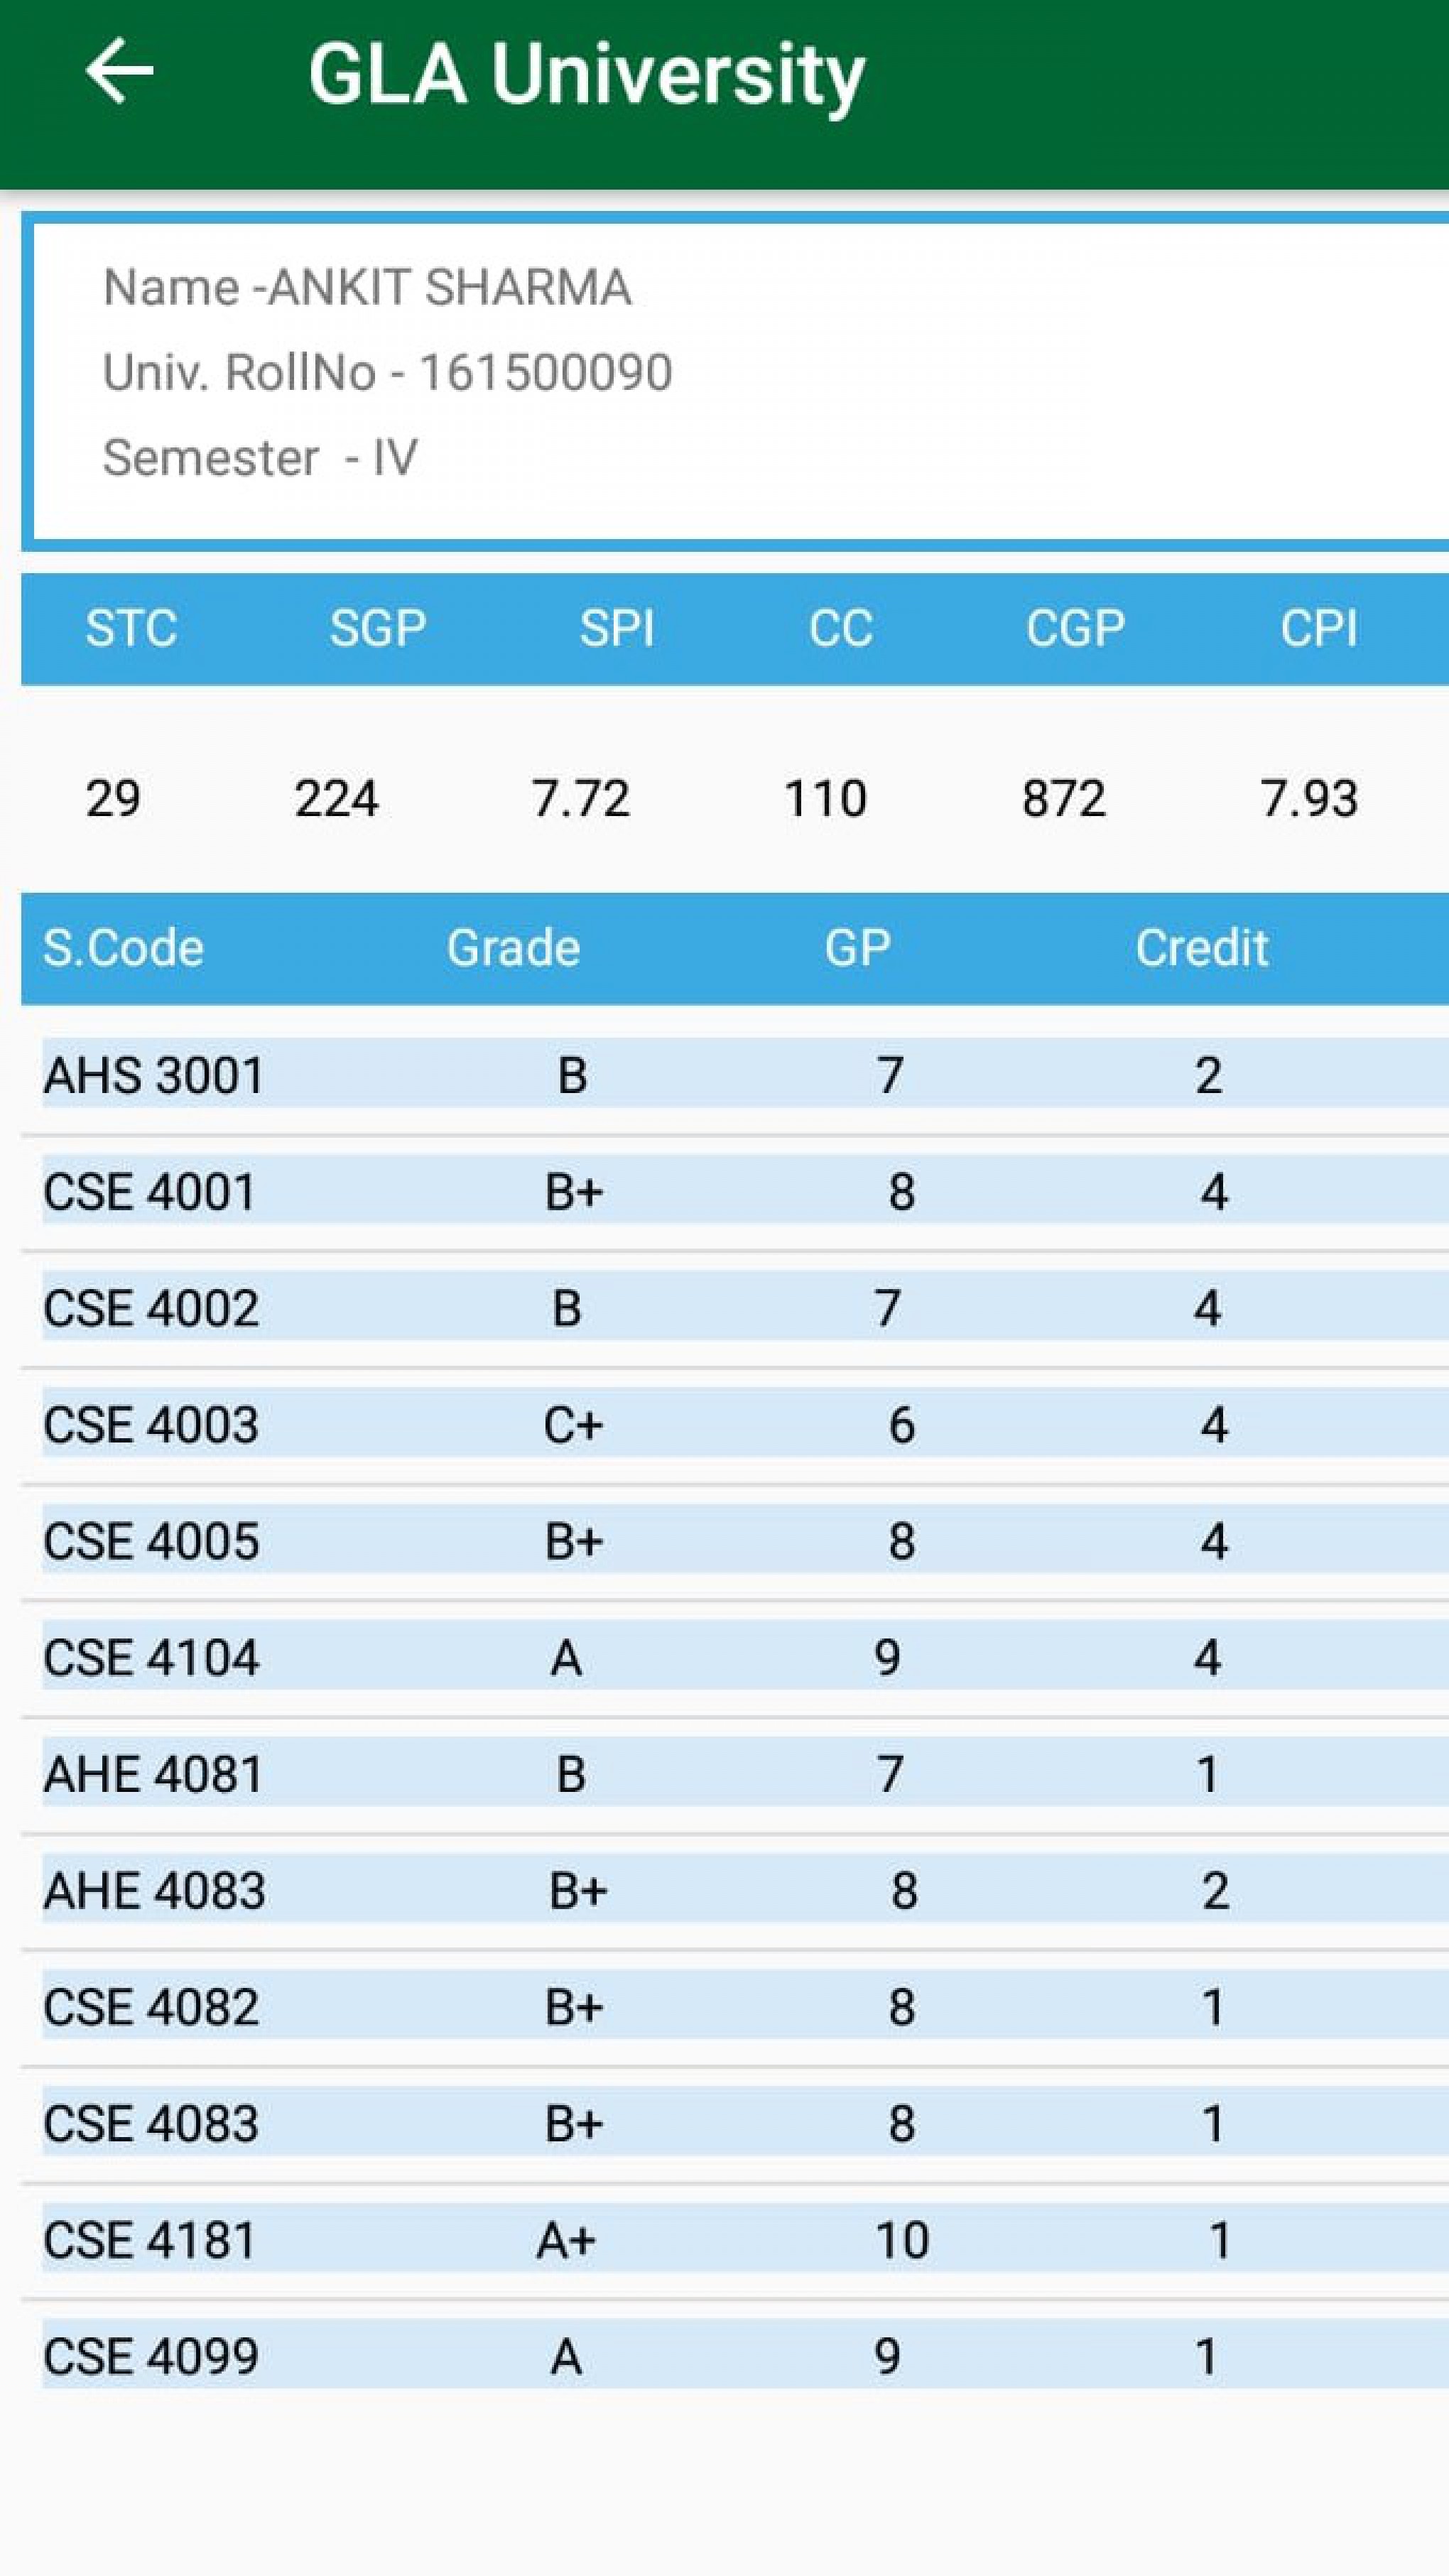 GLA University
Name -ANKIT SHARMA
Univ. RollNo - 161500090
Semester - IV
STC SGP SPI CC CGP CPI
29 224 7.72 110 872 7.93
S.Code Grade GP Credit
AHS 3001 B 7 2
CSE 4001 B+ 8 4
CSE 4002 B 7 4
CSE 4003 C+ 6 4
CSE 4005 B+ 8 4
CSE 4104 A 9 4
AHE 4081 B 7 1
AHE 4083 B+ 8 2
CSE 4082 B+ 8 1
CSE 4083 B+ 8 1
CSE 4181 A+ 10 1
CSE 4099 A 9 1